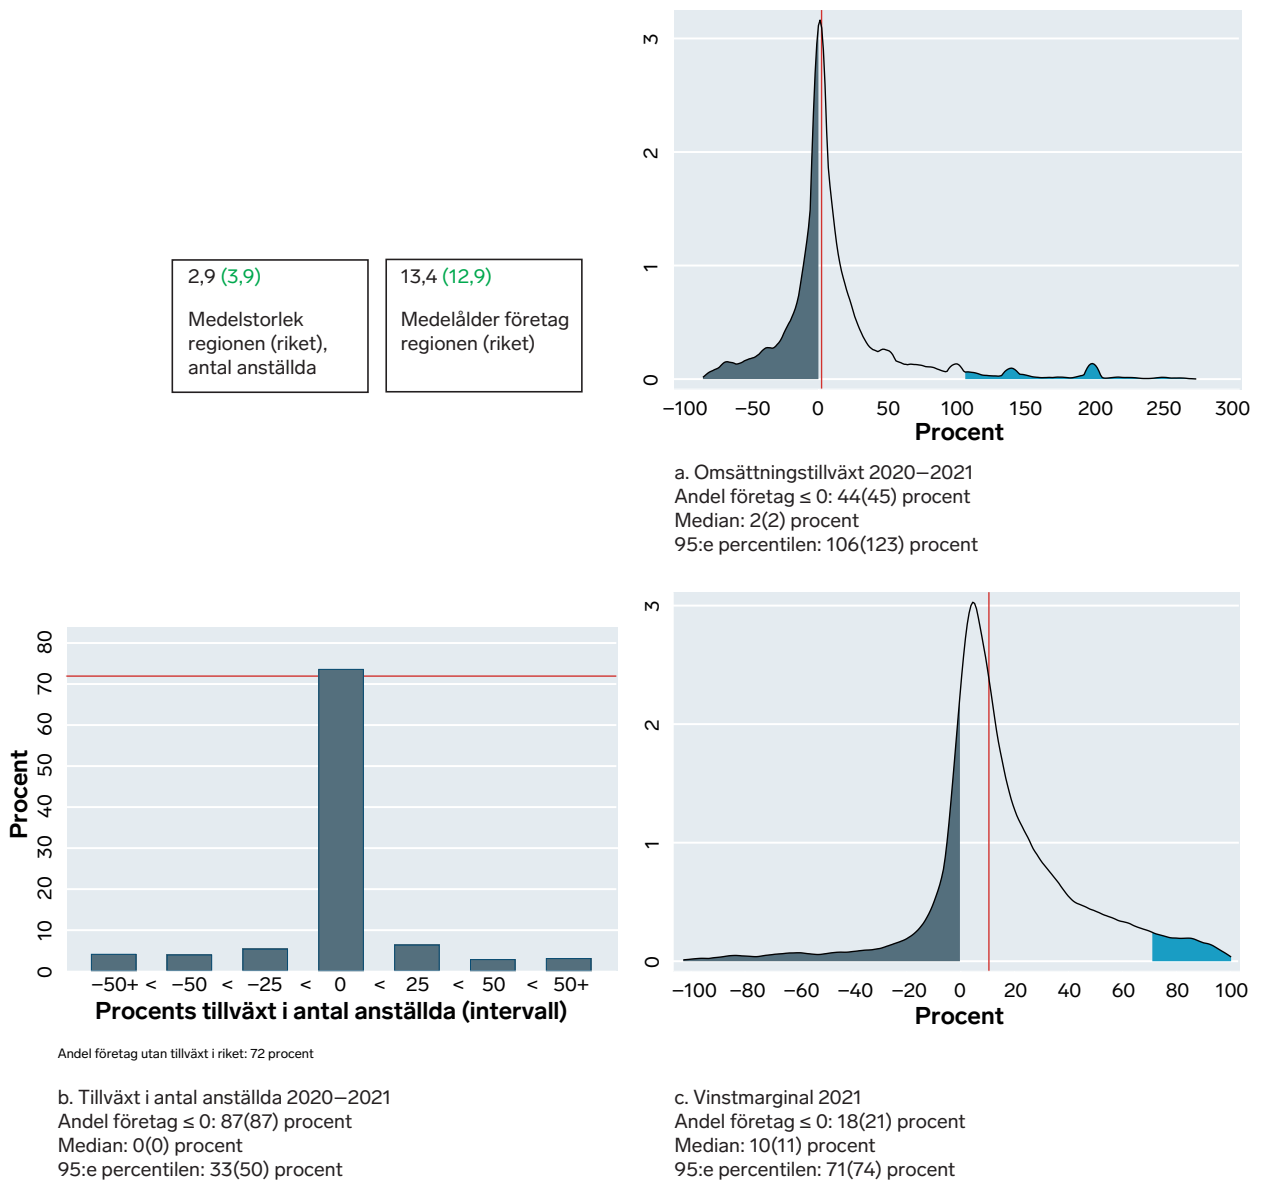 2,9 (3,9)
Medelstorlek
regionen (riket),
antal anställda
13,4 (12,9)
Medelålder företag
regionen (riket)
3
2
1
0
−100 −50 0 50 100 150 200 250 300
Procent
a. Omsättningstillväxt 2020–2021
Andel företag ≤ 0: 44(45) procent
Median: 2(2) procent
95:e percentilen: 106(123) procent
Procent
80
70
60
50
40
30
20
10
0
−50+ < −50 < −25 < 0 < 25 < 50 < 50+
Procents tillväxt i antal anställda (intervall)
Andel företag utan tillväxt i riket: 72 procent
b. Tillväxt i antal anställda 2020–2021
Andel företag ≤ 0: 87(87) procent
Median: 0(0) procent
95:e percentilen: 33(50) procent
3
2
1
0
−100 −80 −60 −40 −20 0 20 40 60 80 100
Procent
c. Vinstmarginal 2021
Andel företag ≤ 0: 18(21) procent
Median: 10(11) procent
95:e percentilen: 71(74) procent